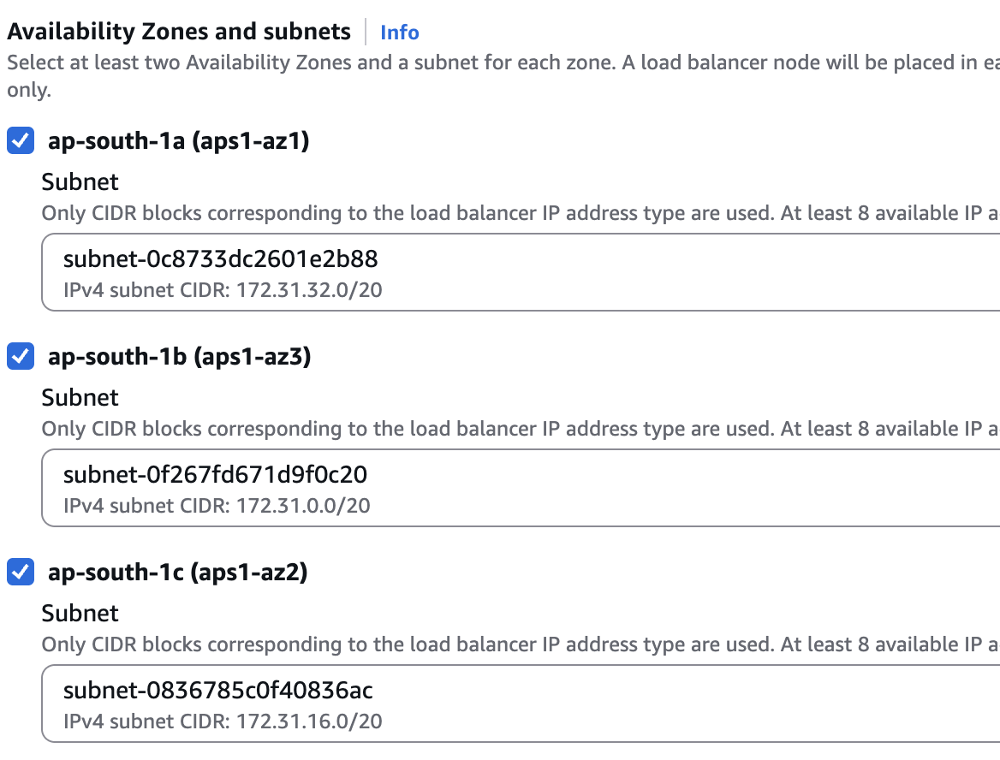 Availability Zones and subnets | Info
Select at least two Availability Zones and a subnet for each zone. A load balancer node will be placed in
only.
ap-south-1a (aps1-az1)
Subnet
Only CIDR blocks corresponding to the load balancer IP address type are used. At least 8 available IP
subnet-0c8733dc2601e2b88
IPv4 subnet CIDR: 172.31.32.0/20
ap-south-1b (aps1-az3)
Subnet
Only CIDR blocks corresponding to the load balancer IP address type are used. At least 8 available IP
subnet-0f267fd671d9f0c20
IPv4 subnet CIDR: 172.31.0.0/20
ap-south-1c (aps1-az2)
Subnet
Only CIDR blocks corresponding to the load balancer IP address type are used. At least 8 available IP
subnet-0836785c0f40836ac
IPv4 subnet CIDR: 172.31.16.0/20